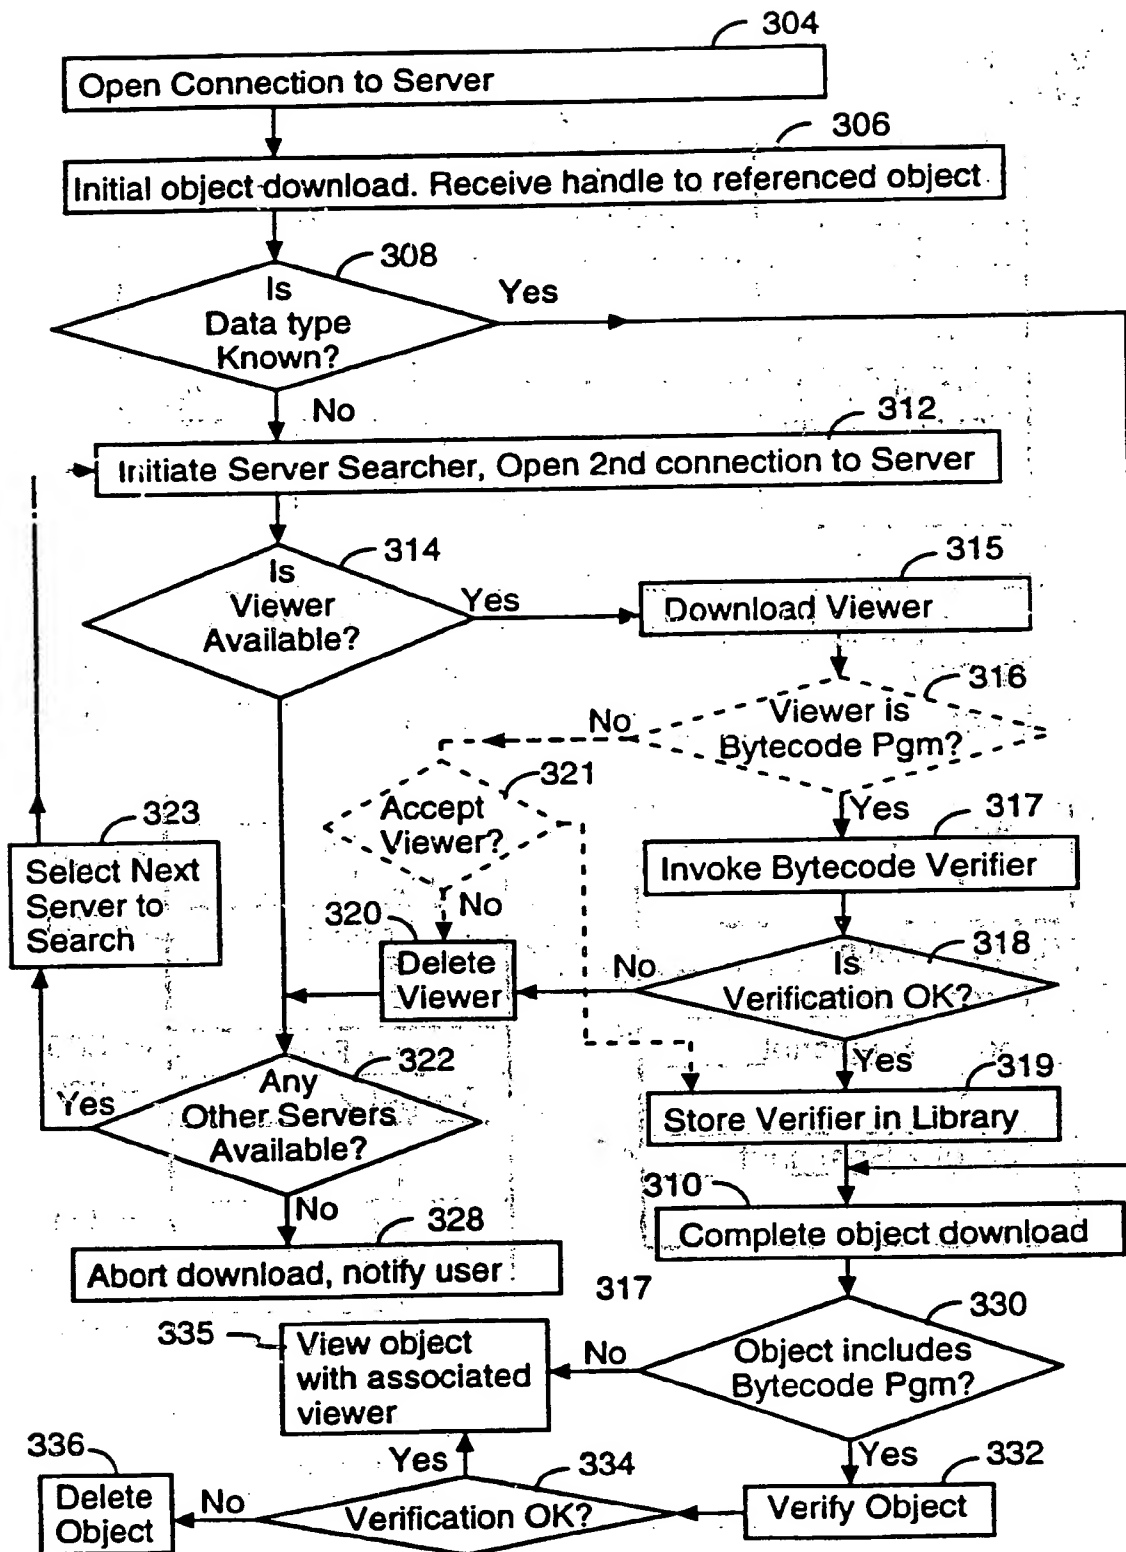 304
Open Connection to Server
306
Initial object download. Receive handle to referenced object
308
Is
Data type
Known?
Yes
No
312
Initiate Server Searcher, Open 2nd connection to Server
314
Is
Viewer
Available?
Yes
315
Download Viewer
316
Viewer is
Bytecode Pgm?
No
Yes
321
Accept
Viewer?
No
323
Select Next
Server to
Search
317
Invoke Bytecode Verifier
320
Delete
Viewer
318
Is
Verification OK?
No
Yes
322
Any
Other Servers
Available?
Yes
No
319
Store Verifier in Library
310
Complete object download
328
Abort download, notify user
317
330
Object includes
Bytecode Pgm?
No
Yes
335
View object
with associated
viewer
336
Delete
Object
No
Yes
334
Verification OK?
332
Verify Object